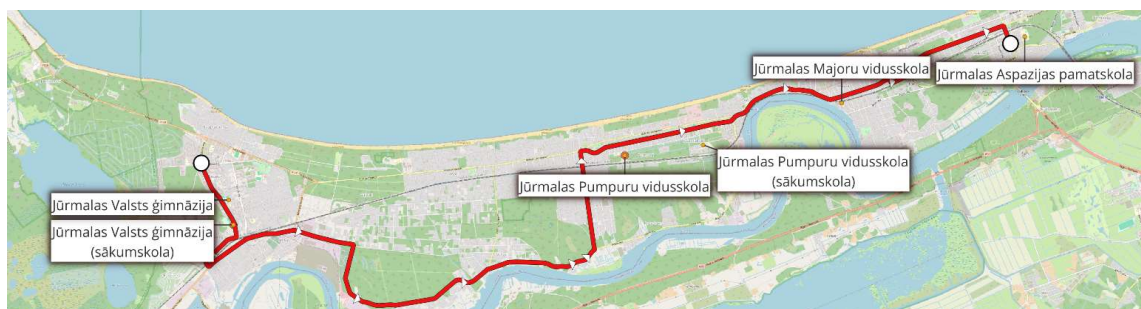 Jūrmalas Majoru vidusskola
Jūrmalas Aspazijas pamatskola
Jūrmalas Pumpuru vidusskola
(sākumskola)
Jūrmalas Pumpuru vidusskola
Jūrmalas Valsts ģimnāzija
Jūrmalas Valsts ģimnāzija
(sākumskola)